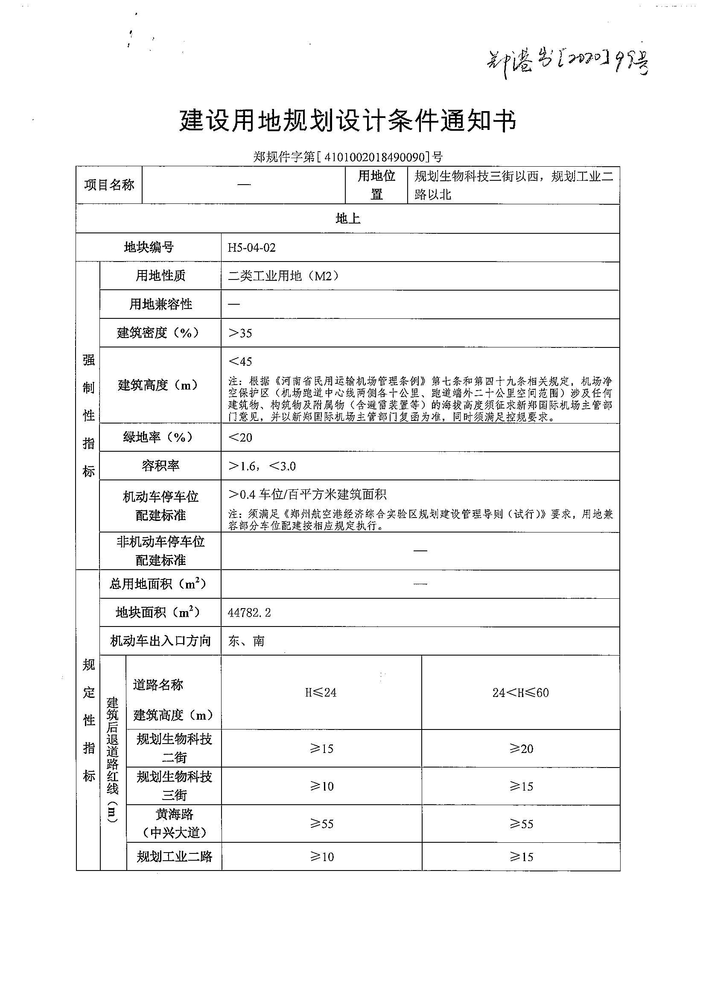 郑港出[2020]99号
建设用地规划设计条件通知书
郑规件字第[4101002018490090]号
项目名称 — 用地位置 规划生物科技三街以西，规划工业二路以北
地上
地块编号 H5-04-02
强制性指标
用地性质 二类工业用地（M2）
用地兼容性 —
建筑密度（%） ＞35
建筑高度（m） ＜45
注：根据《河南省民用运输机场管理条例》第七条和第四十九条相关规定，机场净
空保护区（机场跑道中心线两侧各十公里、跑道端外二十公里空间范围）涉及任何
建筑物、构筑物及附属物（含避雷装置等）的海拔高度须征求新郑国际机场主管部
门意见，并以新郑国际机场主管部门复函为准，同时须满足控规要求。
绿地率（%） ＜20
容积率 ＞1.6，＜3.0
机动车停车位配建标准 ＞0.4 车位/百平方米建筑面积
注：须满足《郑州航空港经济综合实验区规划建设管理导则（试行）》要求，用地兼
容部分车位配建按相应规定执行。
非机动车停车位配建标准 —
规定性指标
总用地面积（m²） —
地块面积（m²） 44782.2
机动车出入口方向 东、南
建筑后退道路红线（m）
道路名称
建筑高度（m） H≤24 24＜H≤60
规划生物科技二街 ≥15 ≥20
规划生物科技三街 ≥10 ≥15
黄海路（中兴大道） ≥55 ≥55
规划工业二路 ≥10 ≥15